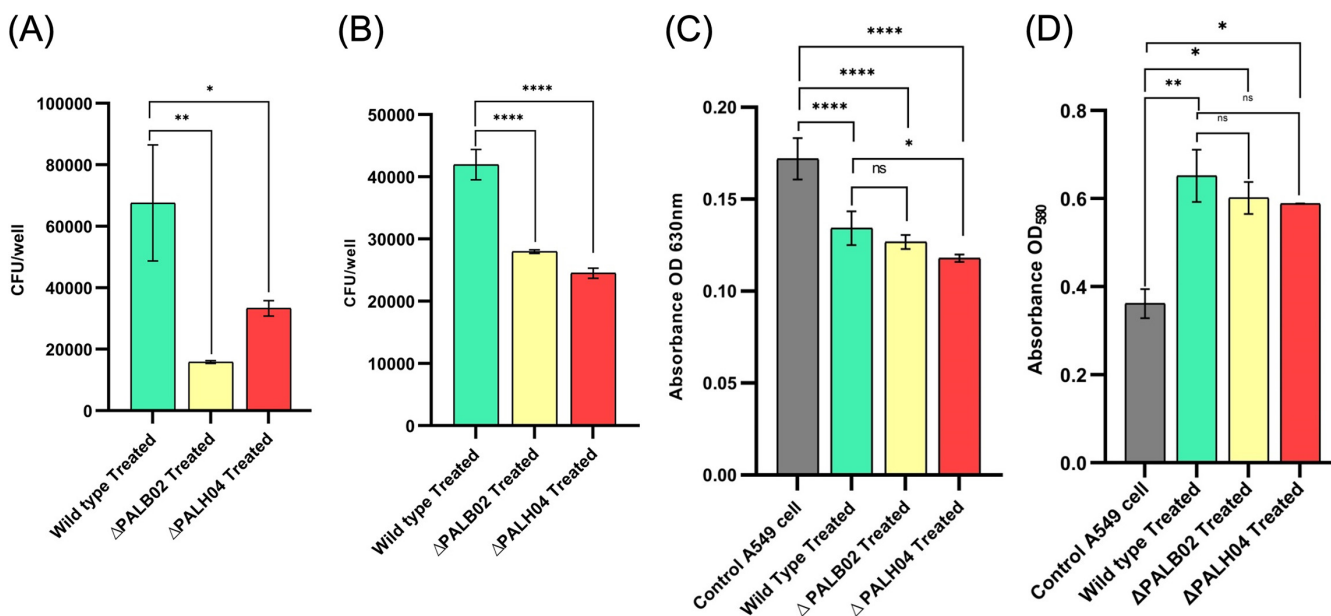 (A)
*
**
100000
80000
60000
40000
20000
0
CFU/well
Wild type Treated
ΔPALB02 Treated
ΔPALH04 Treated
(B)
****
****
50000
40000
30000
20000
10000
0
CFU/well
Wild type Treated
ΔPALB02 Treated
ΔPALH04 Treated
(C)
****
****
****
*
ns
0.20
0.15
0.10
0.05
0.00
Absorbance OD 630nm
Control A549 cell
Wild Type Treated
Δ PALB02 Treated
Δ PALH04 Treated
(D)
*
*
**
ns
ns
0.8
0.6
0.4
0.2
0.0
Absorbance OD580
Control A549 cell
Wild type Treated
ΔPALB02 Treated
ΔPALH04 Treated